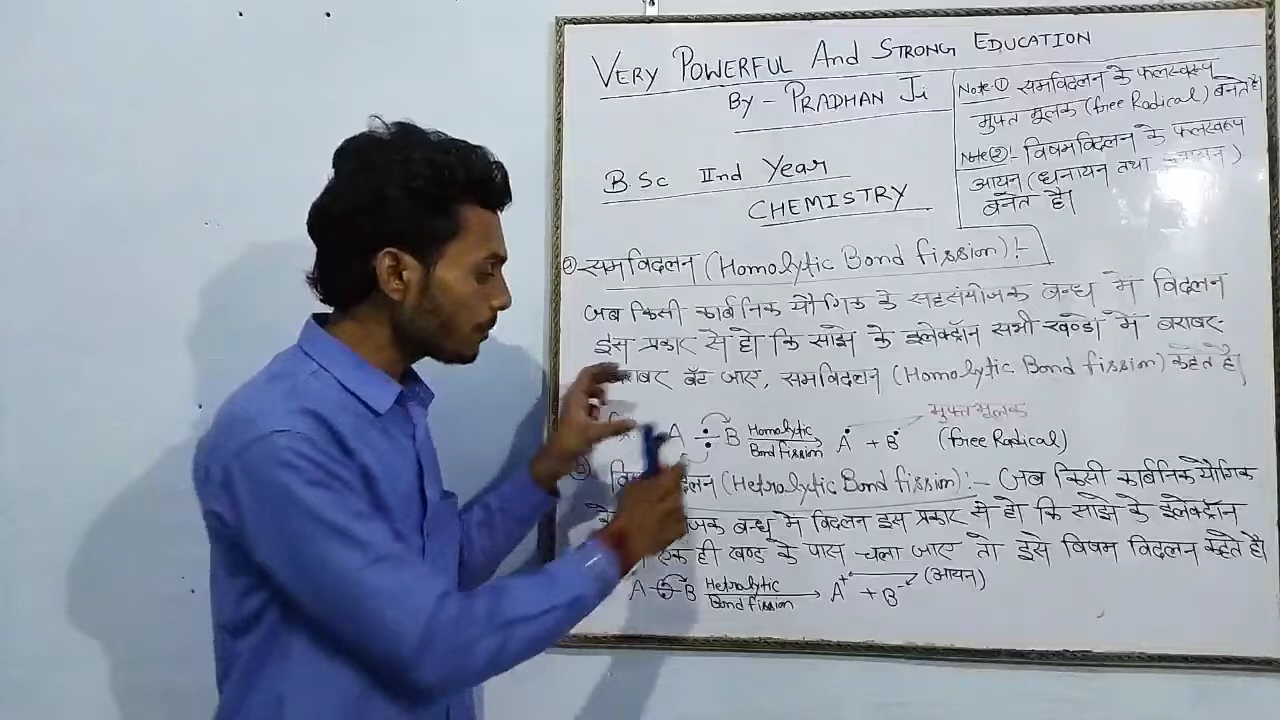 VERY POWERFUL And STRONG EDUCATION
BY - PRADHAN Ji
B.Sc IInd Year
CHEMISTRY
Note-① समविदलन के फलस्वरूप
मुक्त मूलक (free Radical) बनते है
Note② :- विषमविदलन के फलस्वरूप
आयन (धनायन तथा
बनते है।
समविदलन (Homolytic Bond fission) :-
जब किसी कार्बनिक यौगिक के सहसंयोजक बन्ध में विदलन
इस प्रकार से हो कि साझे के इलेक्ट्रॉन सभी खण्डो में बराबर
बँट जाए, समविदलन (Homolytic Bond fission) कहते है।
मुक्त मूलक
A B Homolytic Bond fission A• + B• (free Radical)
(Hetrolytic Bond fission) :- जब किसी कार्बनिक यौगिक
बन्ध में विदलन इस प्रकार से हो कि साझे के इलेक्ट्रॉन
एक ही खण्ड के पास चला जाए तो इसे विषम विदलन कहते है।
A B Hetrolytic Bond fission A⁺ + B⁻ (आयन)